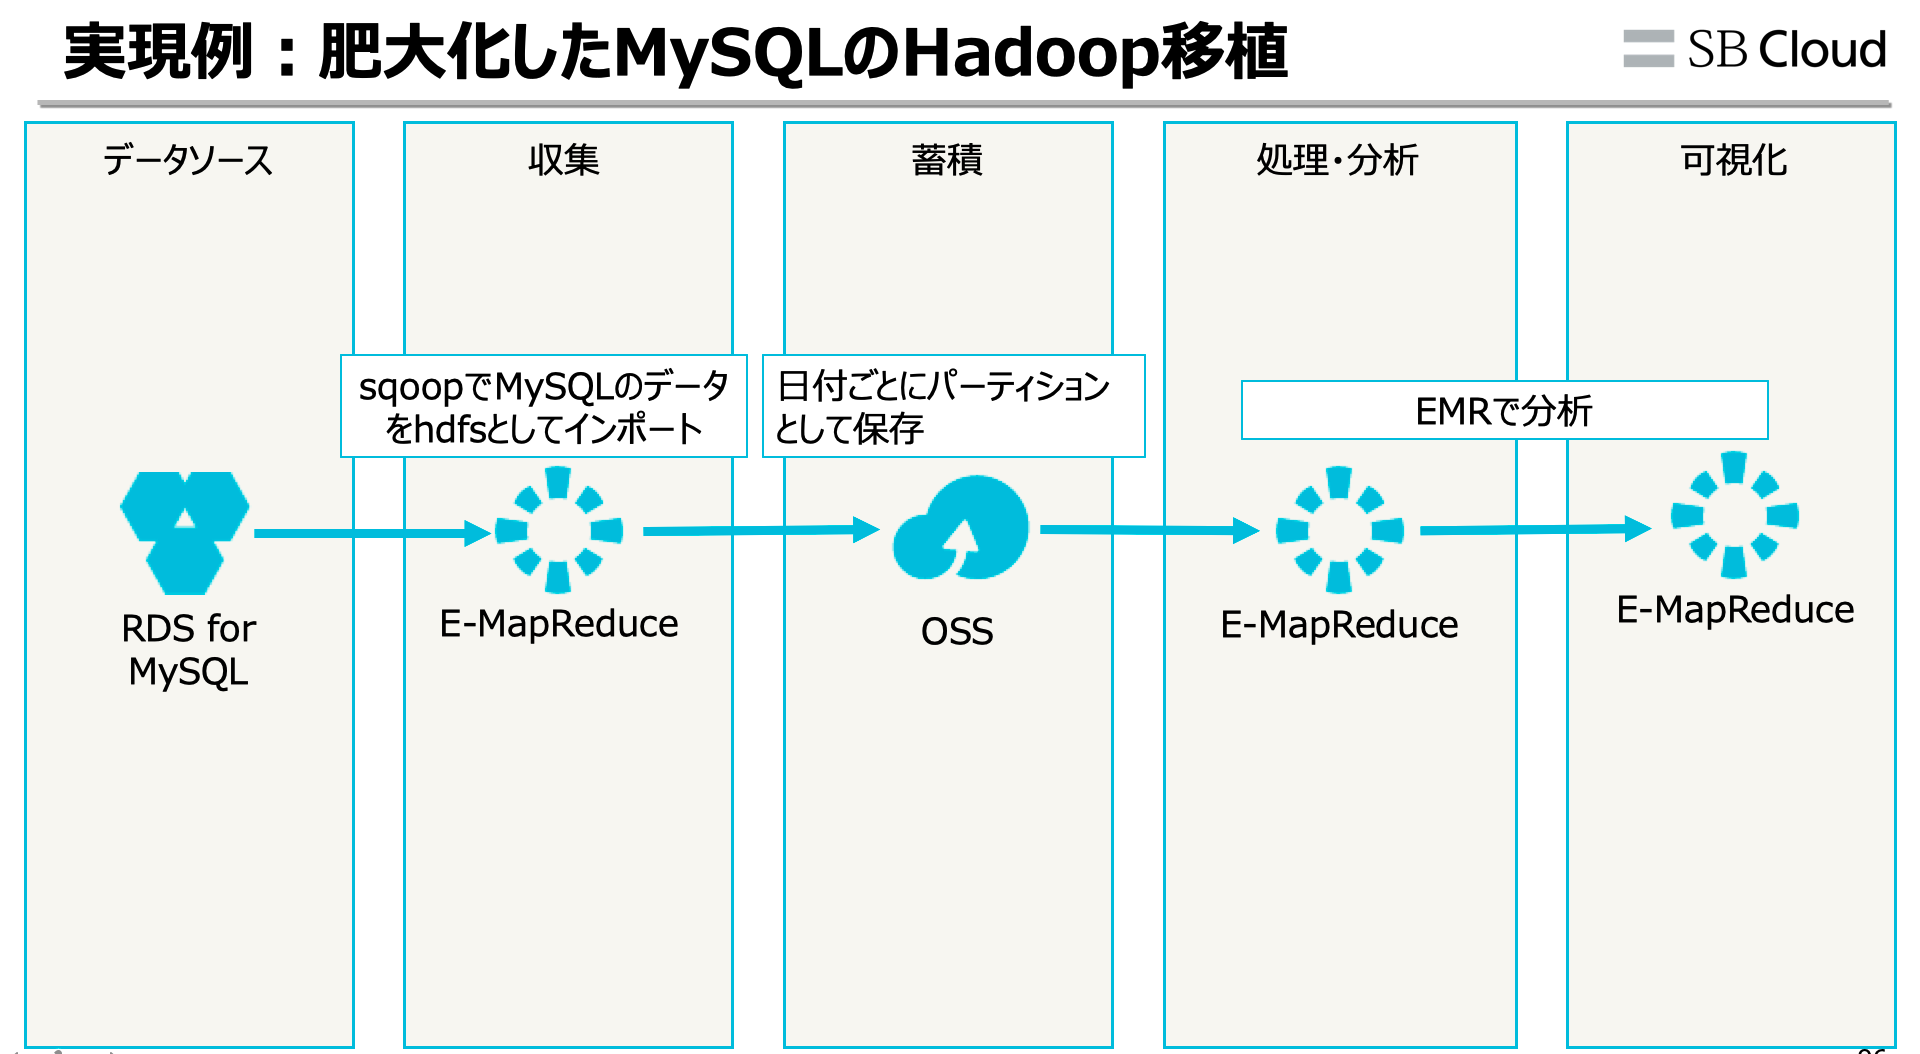 実現例：肥大化したMySQLのHadoop移植
SB Cloud
データソース
収集
蓄積
処理・分析
可視化
sqoopでMySQLのデータ
をhdfsとしてインポート
日付ごとにパーティション
として保存
EMRで分析
RDS for
MySQL
E-MapReduce
OSS
E-MapReduce
E-MapReduce